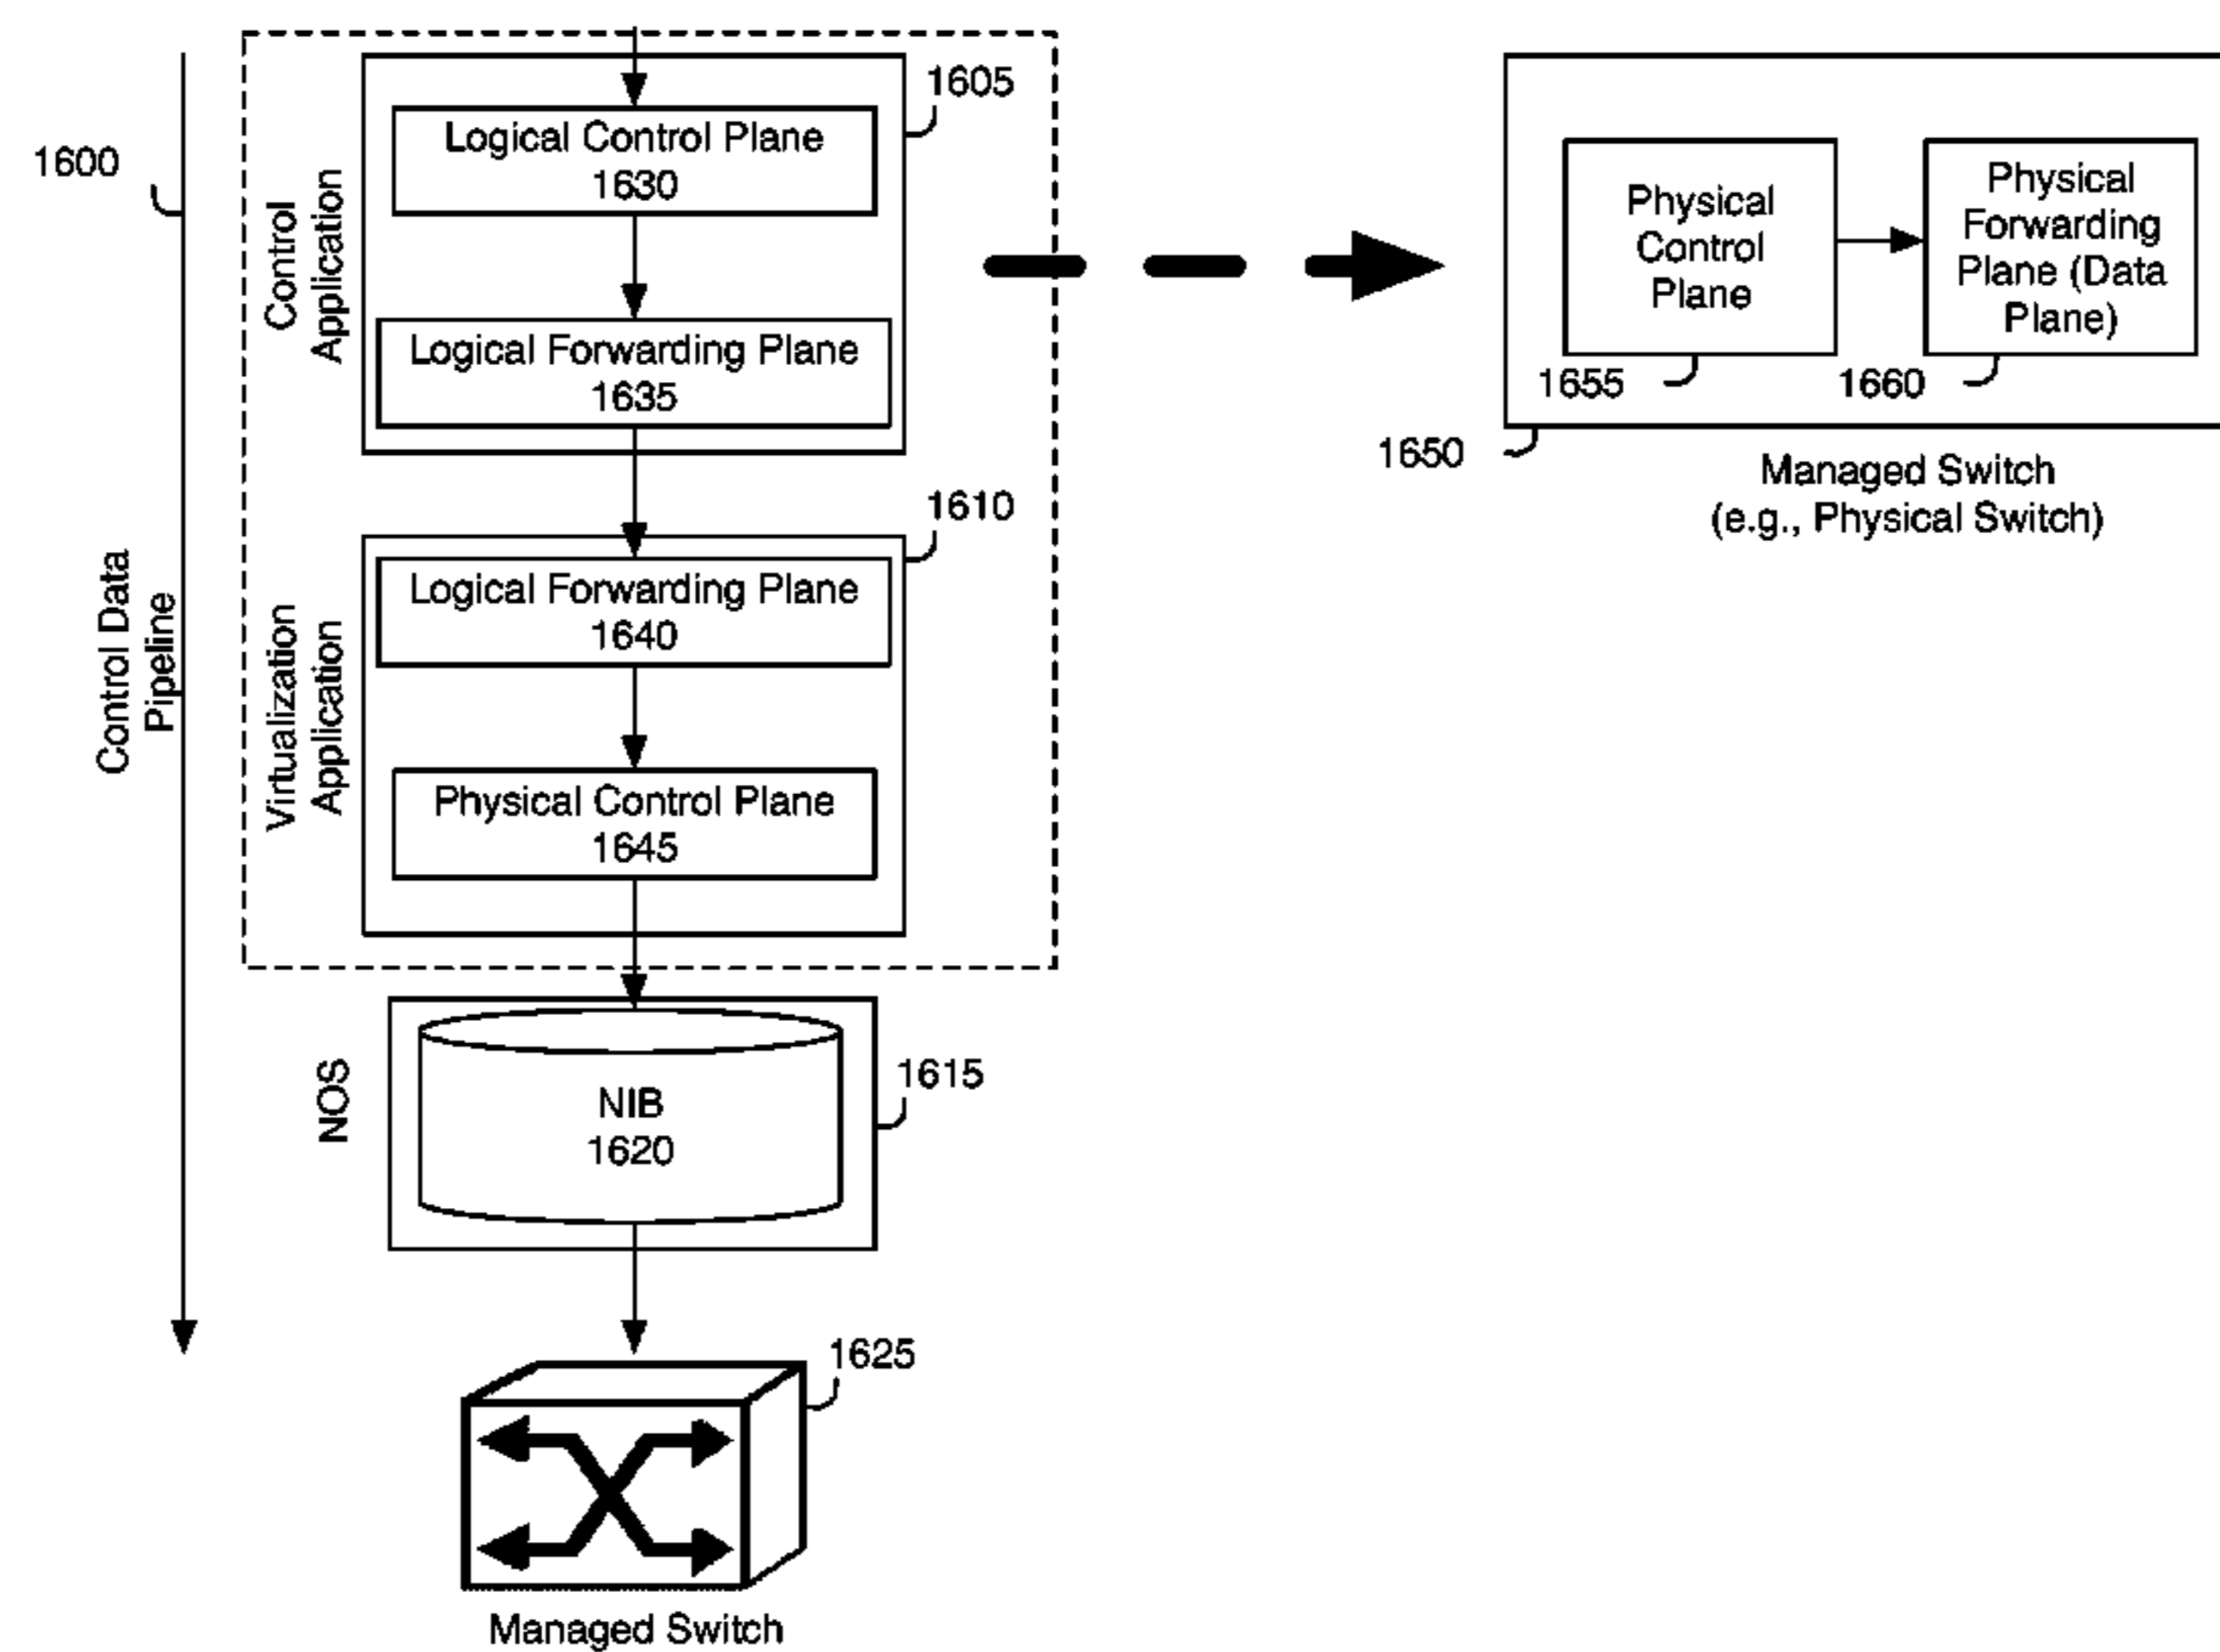 1600
Control Data
Pipeline
Control
Application
1605
Logical Control Plane
1630
Logical Forwarding Plane
1635
Virtualization
Application
1610
Logical Forwarding Plane
1640
Physical Control Plane
1645
NOS
1615
NIB
1620
1625
Managed Switch
Physical
Control
Plane
1655
Physical
Forwarding
Plane (Data
Plane)
1660
1650
Managed Switch
(e.g., Physical Switch)